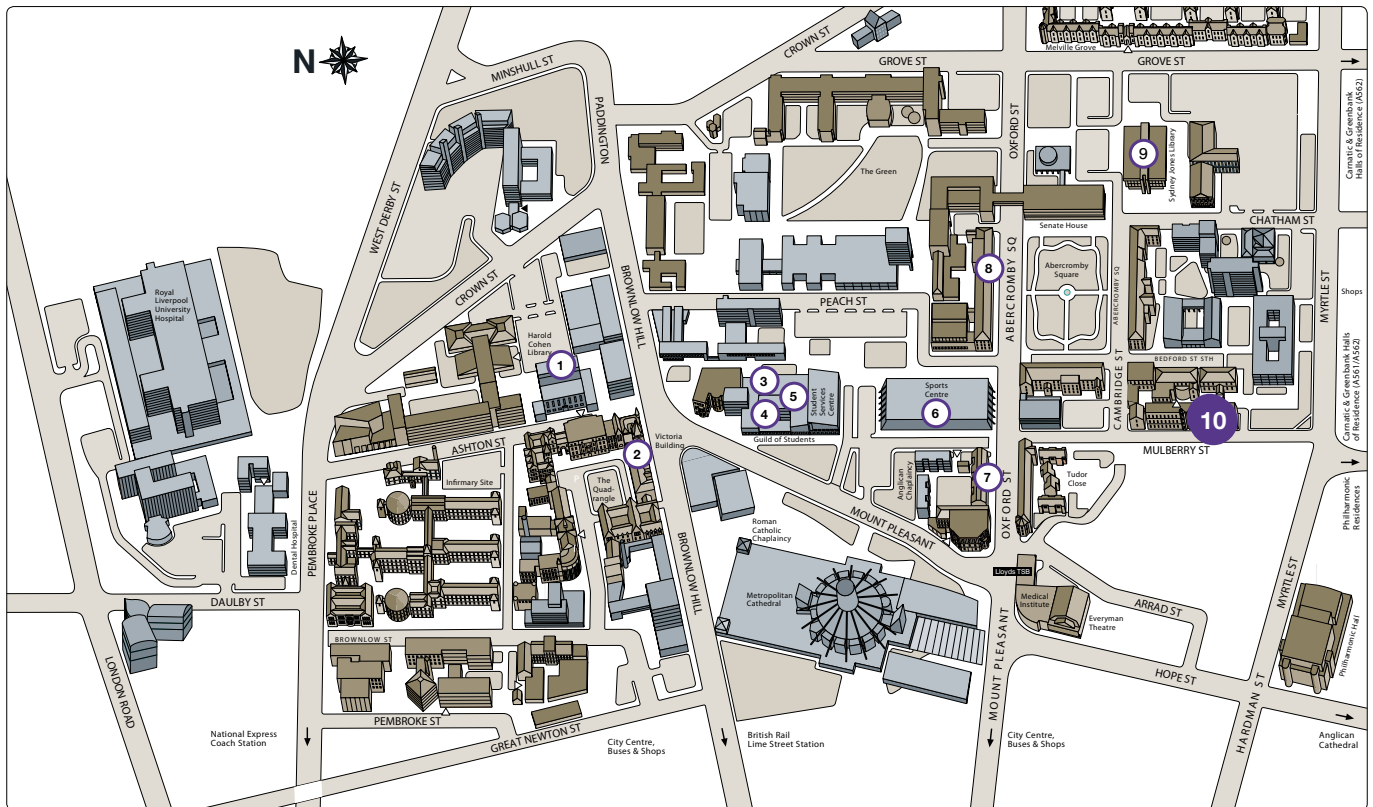 N
MINSHULL ST
CROWN ST
GROVE ST
Melville Grove
GROVE ST
PADDINGTON
OXFORD ST
Carnatic & Greenbank
Halls of Residence (A562)
WEST DERBY ST
The Green
9
Sydney Jones Library
CHATHAM ST
Senate House
CROWN ST
BROWNLOW HILL
8
ABERCROMBY SQ
Abercromby
Square
ABERCROMBY SQ
MYRTLE ST
Shops
Royal
Liverpool
University
Hospital
PEACH ST
Harold
Cohen
Library
1
BEDFORD ST STH
CAMBRIDGE ST
3
5
4
Student
Services
Centre
Sports
Centre
6
10
Carnatic & Greenbank Halls
of Residence (A561/A562)
Guild of Students
ASHTON ST
Victoria
Building
2
MULBERRY ST
Infirmary Site
The
Quad-
rangle
Anglican
Chaplaincy
7
OXFORD ST
Tudor
Close
Philharmonic
Residences
PEMBROKE PLACE
Dental Hospital
Roman
Catholic
Chaplaincy
MOUNT PLEASANT
BROWNLOW HILL
Lloyds TSB
DAULBY ST
Metropolitan
Cathedral
Medical
Institute
Everyman
Theatre
ARRAD ST
MYRTLE ST
BROWNLOW ST
Philharmonic Hall
LONDON ROAD
MOUNT PLEASANT
HOPE ST
PEMBROKE ST
GREAT NEWTON ST
HARDMAN ST
National Express
Coach Station
City Centre,
Buses & Shops
British Rail
Lime Street Station
City Centre,
Buses & Shops
Anglican
Cathedral